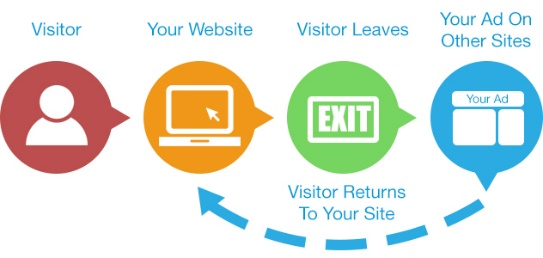 Visitor
Your Website
Visitor Leaves
Your Ad On
Other Sites
EXIT
Your Ad
Visitor Returns
To Your Site